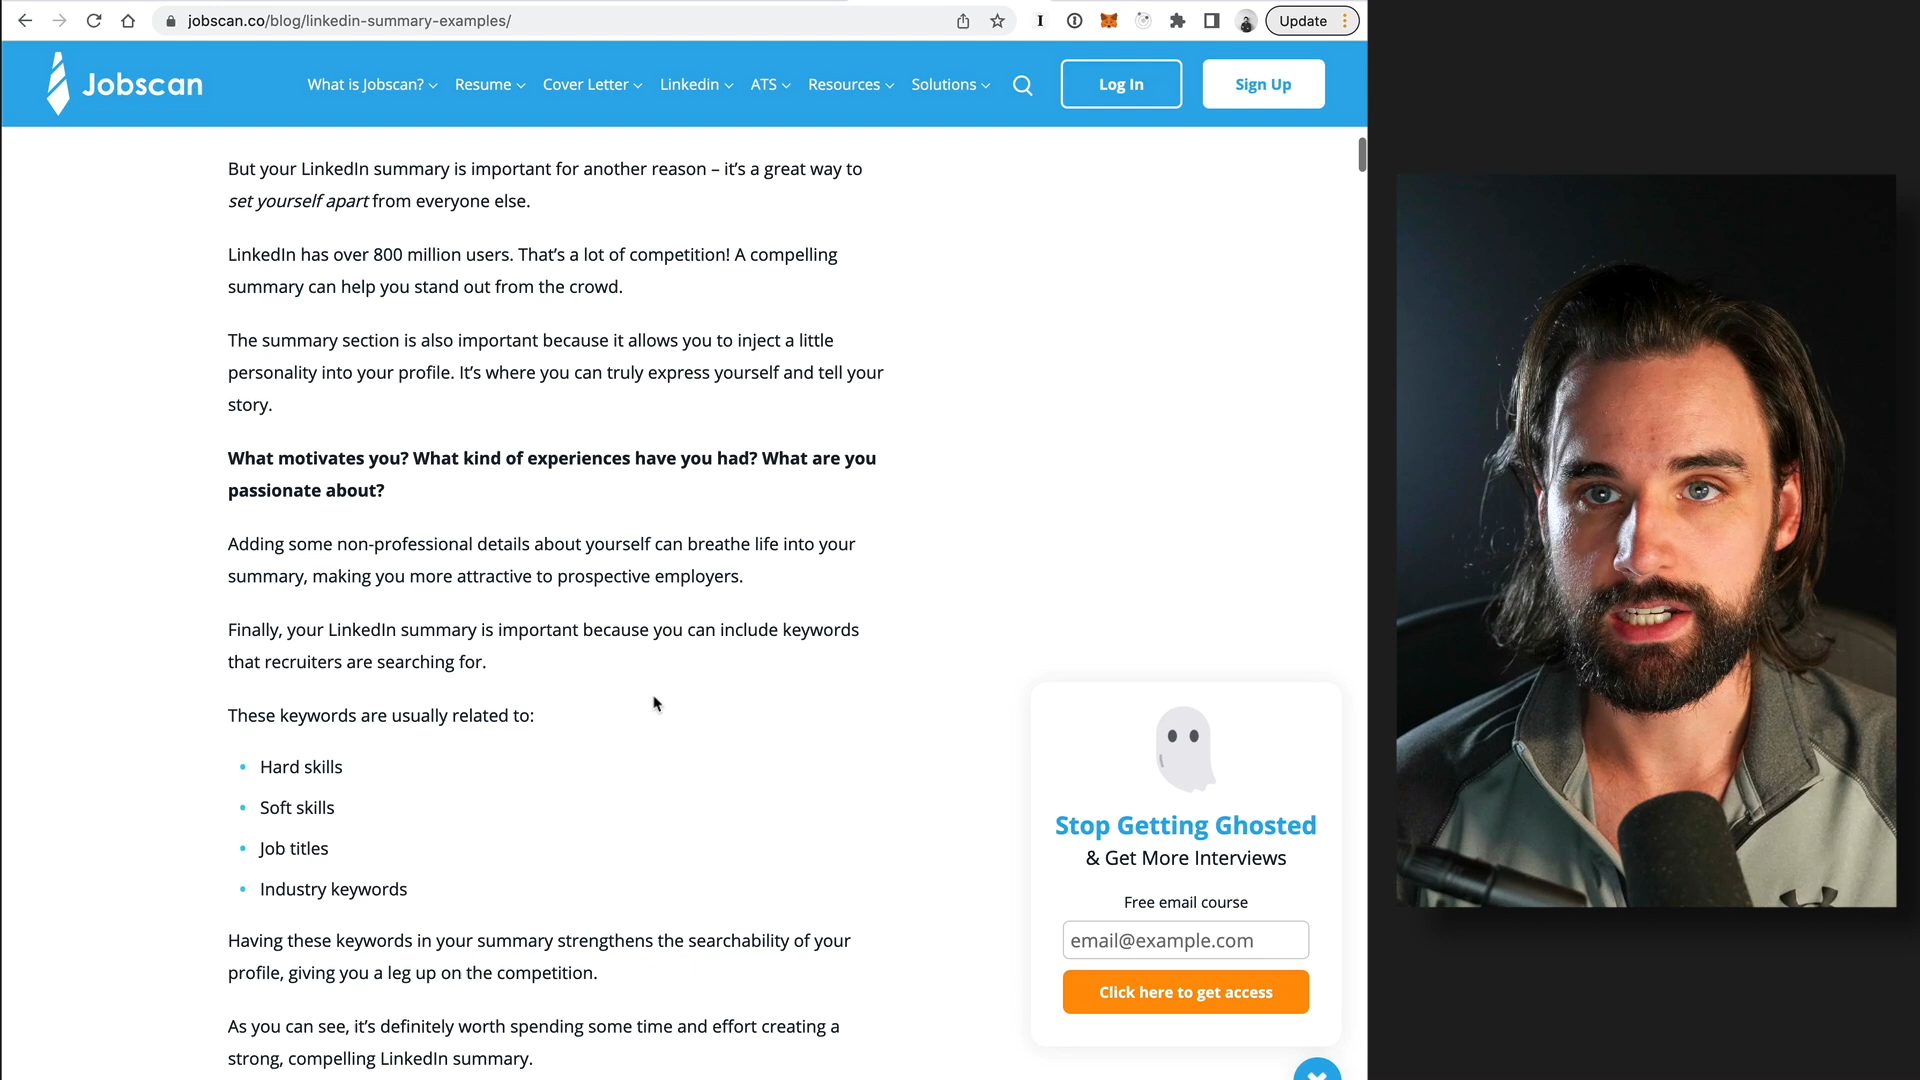 jobscan.co/blog/linkedin-summary-examples/
Update
Jobscan
What is Jobscan?
Resume
Cover Letter
Linkedin
ATS
Resources
Solutions
Log In
Sign Up
But your LinkedIn summary is important for another reason – it's a great way to
set yourself apart from everyone else.
LinkedIn has over 800 million users. That's a lot of competition! A compelling
summary can help you stand out from the crowd.
The summary section is also important because it allows you to inject a little
personality into your profile. It's where you can truly express yourself and tell your
story.
What motivates you? What kind of experiences have you had? What are you
passionate about?
Adding some non-professional details about yourself can breathe life into your
summary, making you more attractive to prospective employers.
Finally, your LinkedIn summary is important because you can include keywords
that recruiters are searching for.
These keywords are usually related to:
• Hard skills
• Soft skills
• Job titles
• Industry keywords
Having these keywords in your summary strengthens the searchability of your
profile, giving you a leg up on the competition.
As you can see, it's definitely worth spending some time and effort creating a
strong, compelling LinkedIn summary.
Stop Getting Ghosted
& Get More Interviews
Free email course
email@example.com
Click here to get access